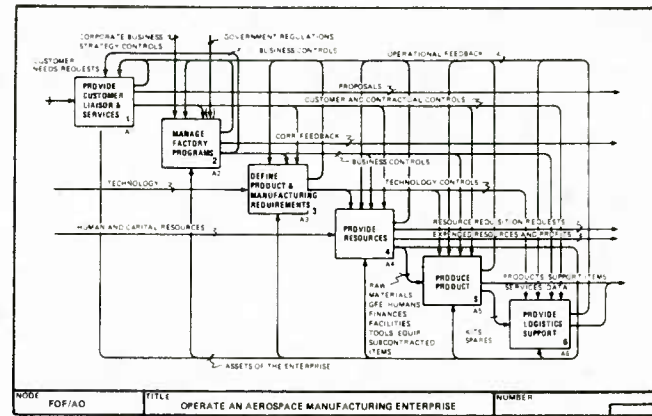 CORPORATE BUSINESS
STRATEGY CONTROLS
GOVERNMENT REGULATIONS
BUSINESS CONTROLS
OPERATIONAL FEEDBACK
CUSTOMER
NEEDS REQUESTS
PROVIDE
CUSTOMER
LIAISON &
SERVICES
1
PROPOSALS
CUSTOMER AND CONTRACTUAL CONTROLS
MANAGE
FACTORY
PROGRAMS
2
A2
CORP. FEEDBACK
BUSINESS CONTROLS
TECHNOLOGY
DEFINE
PRODUCT &
MANUFACTURING
REQUIREMENTS
3
A3
TECHNOLOGY CONTROLS
HUMAN AND CAPITAL RESOURCES
PROVIDE
RESOURCES
4
A4
RESOURCE REQUISITION REQUESTS
EXPENDED RESOURCES AND PROFITS
RAW
MATERIALS
GFE HUMANS
FINANCES
FACILITIES
TOOLS EQUIP
SUBCONTRACTED
ITEMS
PRODUCE
PRODUCT
5
A5
PRODUCTS SUPPORT ITEMS
SERVICES DATA
KITS
SPARES
PROVIDE
LOGISTICS
SUPPORT
6
A6
ASSETS OF THE ENTERPRISE
NODE
FOF/AO
TITLE
OPERATE AN AEROSPACE MANUFACTURING ENTERPRISE
NUMBER